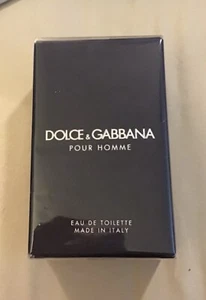 DOLCE & GABBANA
POUR HOMME
EAU DE TOILETTE
MADE IN ITALY